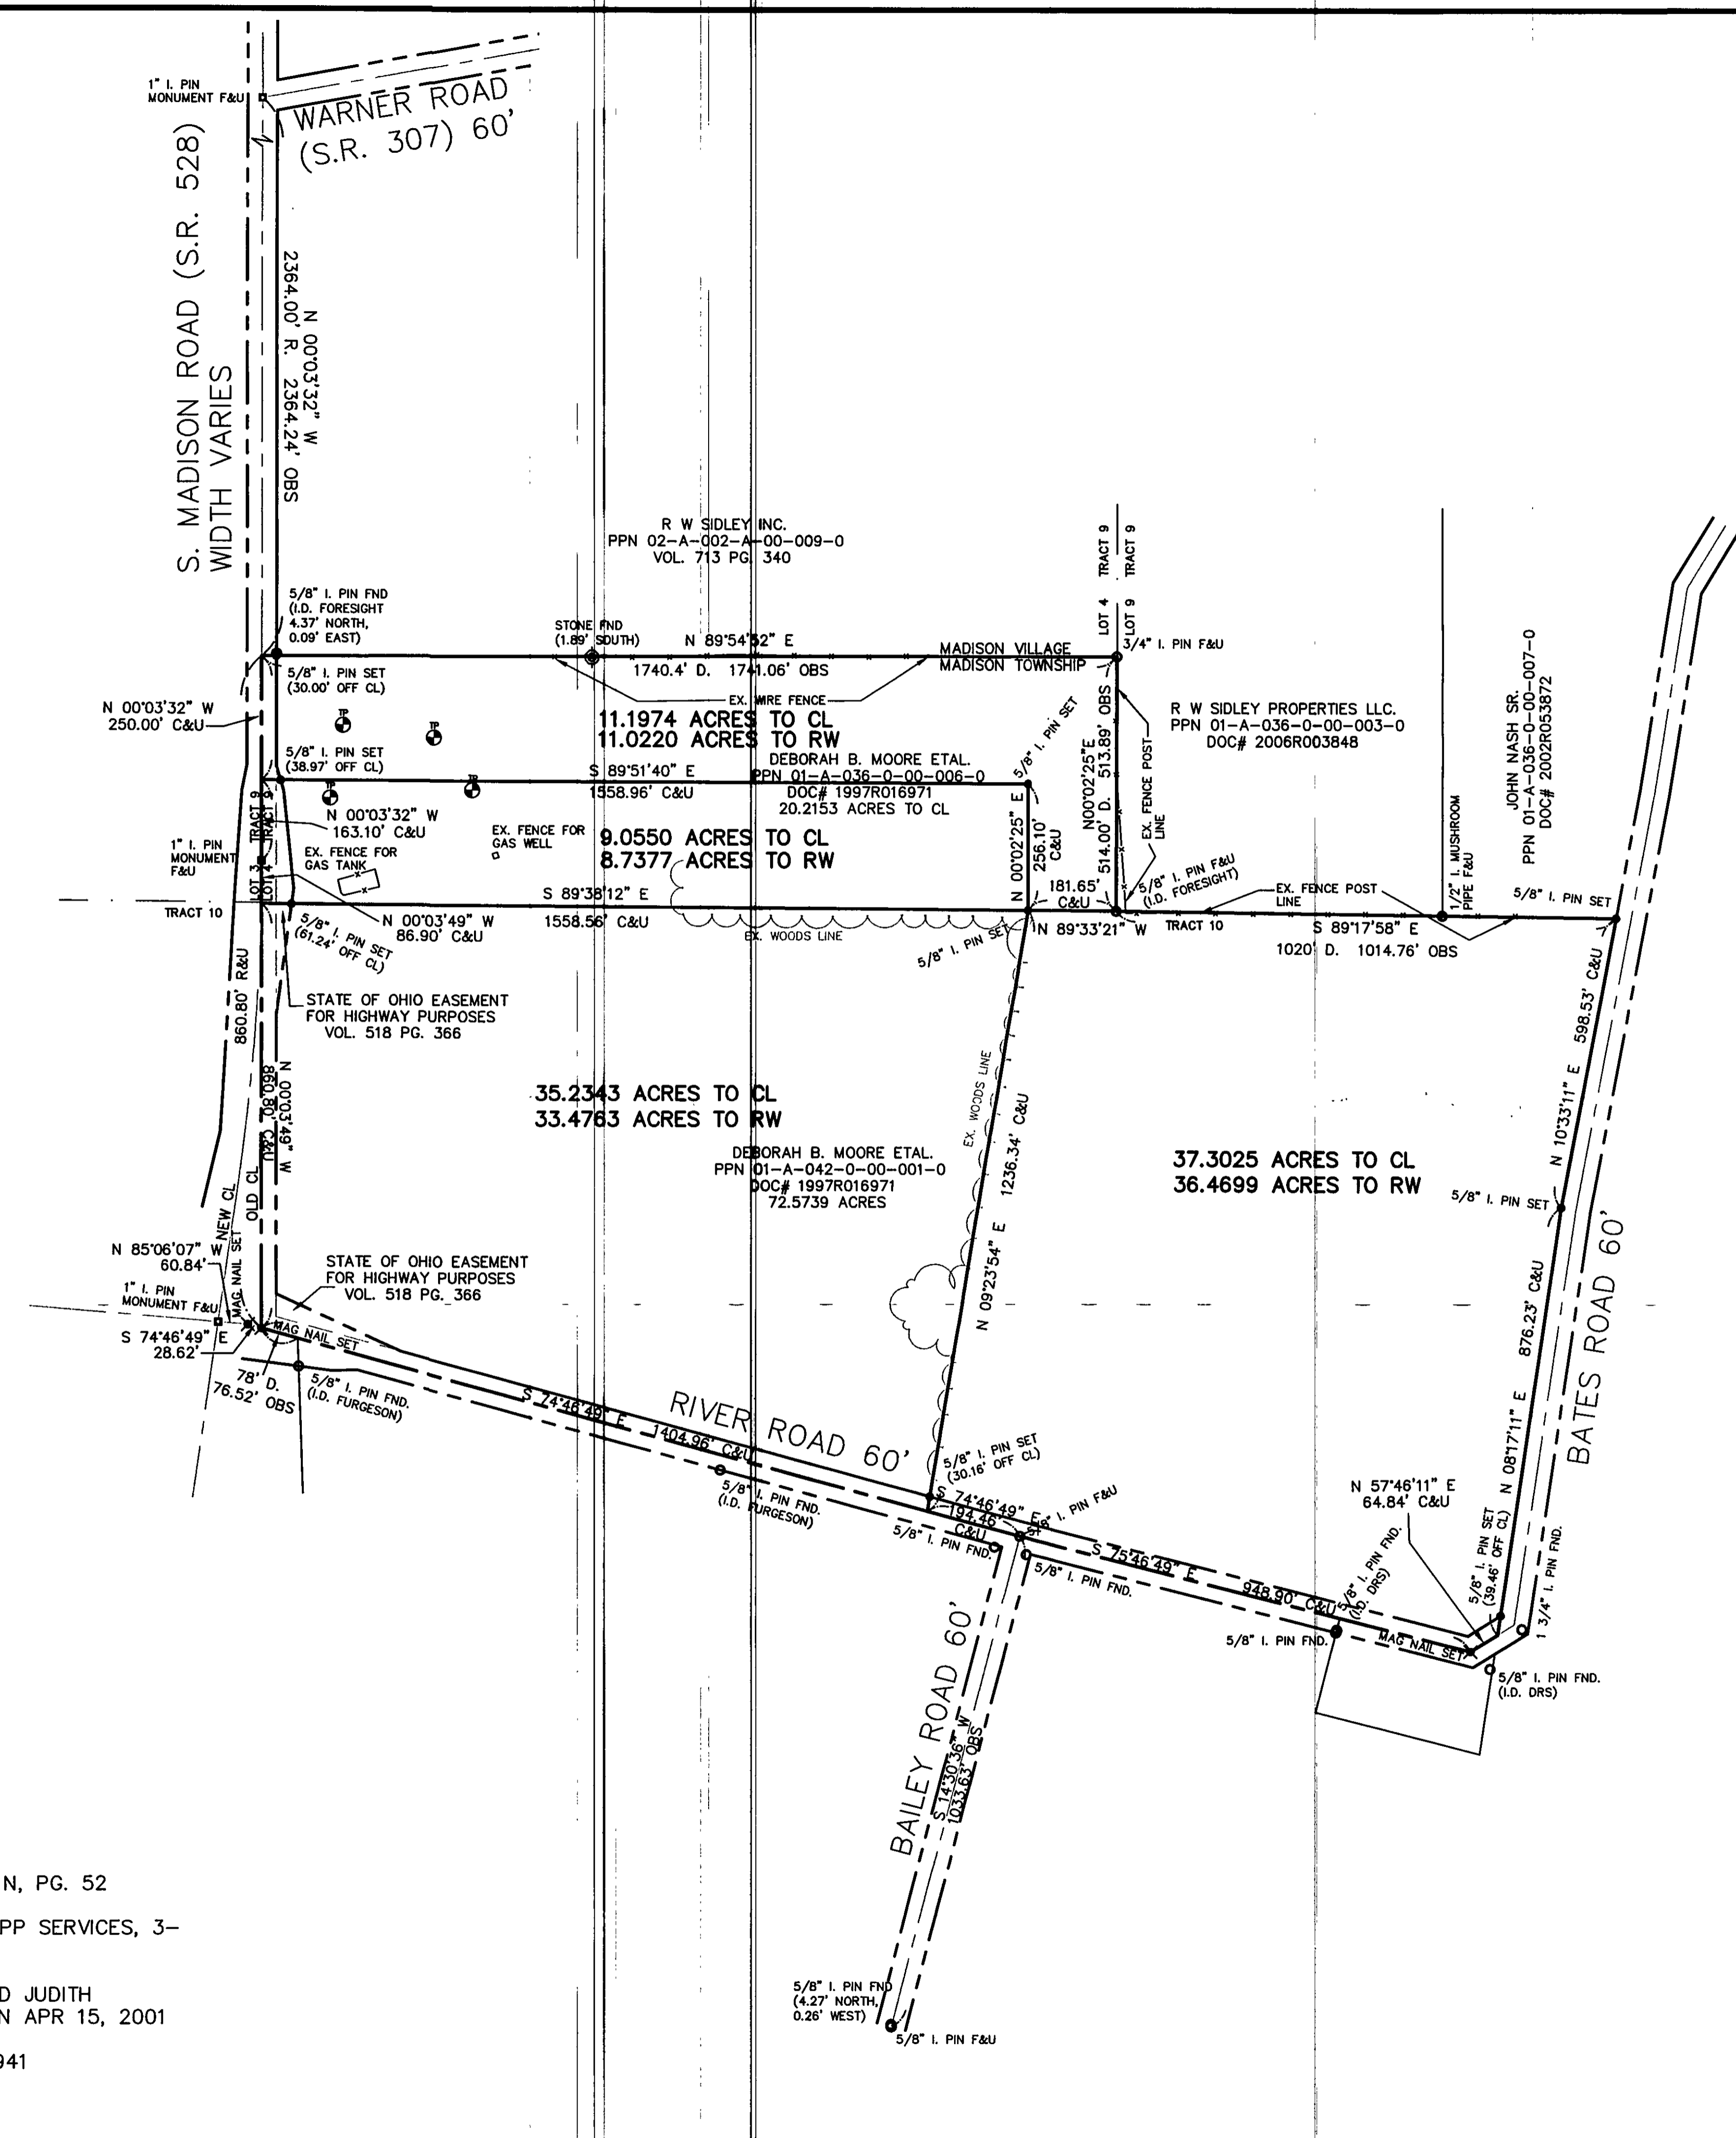 1" I. PIN
MONUMENT F&U
WARNER ROAD
(S.R. 307) 60'
S. MADISON ROAD (S.R. 528)
WIDTH VARIES
N 00°03'32" W
2364.00' R. 2364.24' OBS
R W SIDLEY INC.
PPN 02-A-002-A-00-009-0
VOL. 713 PG. 340
LOT 4 TRACT 9
LOT 9 TRACT 9
5/8" I. PIN FND
(I.D. FORESIGHT
4.37' NORTH,
0.09' EAST)
STONE FND
(1.89' SOUTH)
N 89°54'52" E
1740.4' D. 1741.06' OBS
MADISON VILLAGE
MADISON TOWNSHIP
3/4" I. PIN F&U
5/8" I. PIN SET
(30.00' OFF CL)
EX. WIRE FENCE
N 00°03'32" W
250.00' C&U
TP
TP
11.1974 ACRES TO CL
11.0220 ACRES TO RW
5/8" I. PIN SET
N00°02'25"E
514.00' D. 513.89' OBS
EX. FENCE POST
LINE
R W SIDLEY PROPERTIES LLC.
PPN 01-A-036-0-00-003-0
DOC# 2006R003848
JOHN NASH SR.
PPN 01-A-036-0-00-007-0
DOC# 2002R053872
5/8" I. PIN SET
(38.97' OFF CL)
DEBORAH B. MOORE ETAL.
PPN 01-A-036-0-00-006-0
DOC# 1997R016971
20.2153 ACRES TO CL
S 89°51'40" E
1558.96' C&U
TP
TP
N 00°03'32" W
163.10' C&U
1" I. PIN
MONUMENT
F&U
LOT 3 TRACT 9
LOT 4 TRACT 9
EX. FENCE FOR
GAS TANK
EX. FENCE FOR
GAS WELL
9.0550 ACRES TO CL
8.7377 ACRES TO RW
N 00°02'25" E
256.10'
C&U
181.65'
C&U
5/8" I. PIN F&U
(I.D. FORESIGHT)
EX. FENCE POST
LINE
1/2" I. MUSHROOM
PIPE F&U
5/8" I. PIN SET
TRACT 10
S 89°38'12" E
1558.56' C&U
N 00°03'49" W
86.90' C&U
5/8" I. PIN SET
(61.24' OFF CL)
EX. WOODS LINE
5/8" I. PIN SET
N 89°33'21" W
TRACT 10
S 89°17'58" E
1020' D. 1014.76' OBS
860.80' R&U
STATE OF OHIO EASEMENT
FOR HIGHWAY PURPOSES
VOL. 518 PG. 366
N 00°03'49" W
860.80' C&U
35.2343 ACRES TO CL
33.4763 ACRES TO RW
DEBORAH B. MOORE ETAL.
PPN 01-A-042-0-00-001-0
DOC# 1997R016971
72.5739 ACRES
EX. WOODS LINE
N 09°23'54" E 1236.34' C&U
37.3025 ACRES TO CL
36.4699 ACRES TO RW
N 10°33'11" E 598.53' C&U
5/8" I. PIN SET
N 08°17'11" E 876.23' C&U
BATES ROAD 60'
NEW CL
OLD CL
MAG NAIL SET
N 85°06'07" W
60.84'
1" I. PIN
MONUMENT F&U
S 74°46'49" E
28.62'
STATE OF OHIO EASEMENT
FOR HIGHWAY PURPOSES
VOL. 518 PG. 366
MAG NAIL SET
78' D.
76.52' OBS
5/8" I. PIN FND.
(I.D. FURGESON)
S 74°46'49" E
1404.96' C&U
RIVER ROAD 60'
5/8" I. PIN FND.
(I.D. FURGESON)
5/8" I. PIN SET
(30.16' OFF CL)
S 74°46'49" E
194.46'
C&U
5/8" I. PIN F&U
5/8" I. PIN FND.
5/8" I. PIN FND.
S 75°46'49" E
948.90' C&U
5/8" I. PIN FND.
(I.D. DRS)
5/8" I. PIN FND.
MAG NAIL SET
N 57°46'11" E
64.84' C&U
5/8" I. PIN SET
(39.46' OFF CL)
1 3/4" I. PIN FND.
5/8" I. PIN FND.
(I.D. DRS)
BAILEY ROAD 60'
S 14°30'36" W
1033.63' OBS
5/8" I. PIN FND
(4.27' NORTH,
0.26' WEST)
5/8" I. PIN F&U
N, PG. 52
PP SERVICES, 3-
D JUDITH
N APR 15, 2001
941